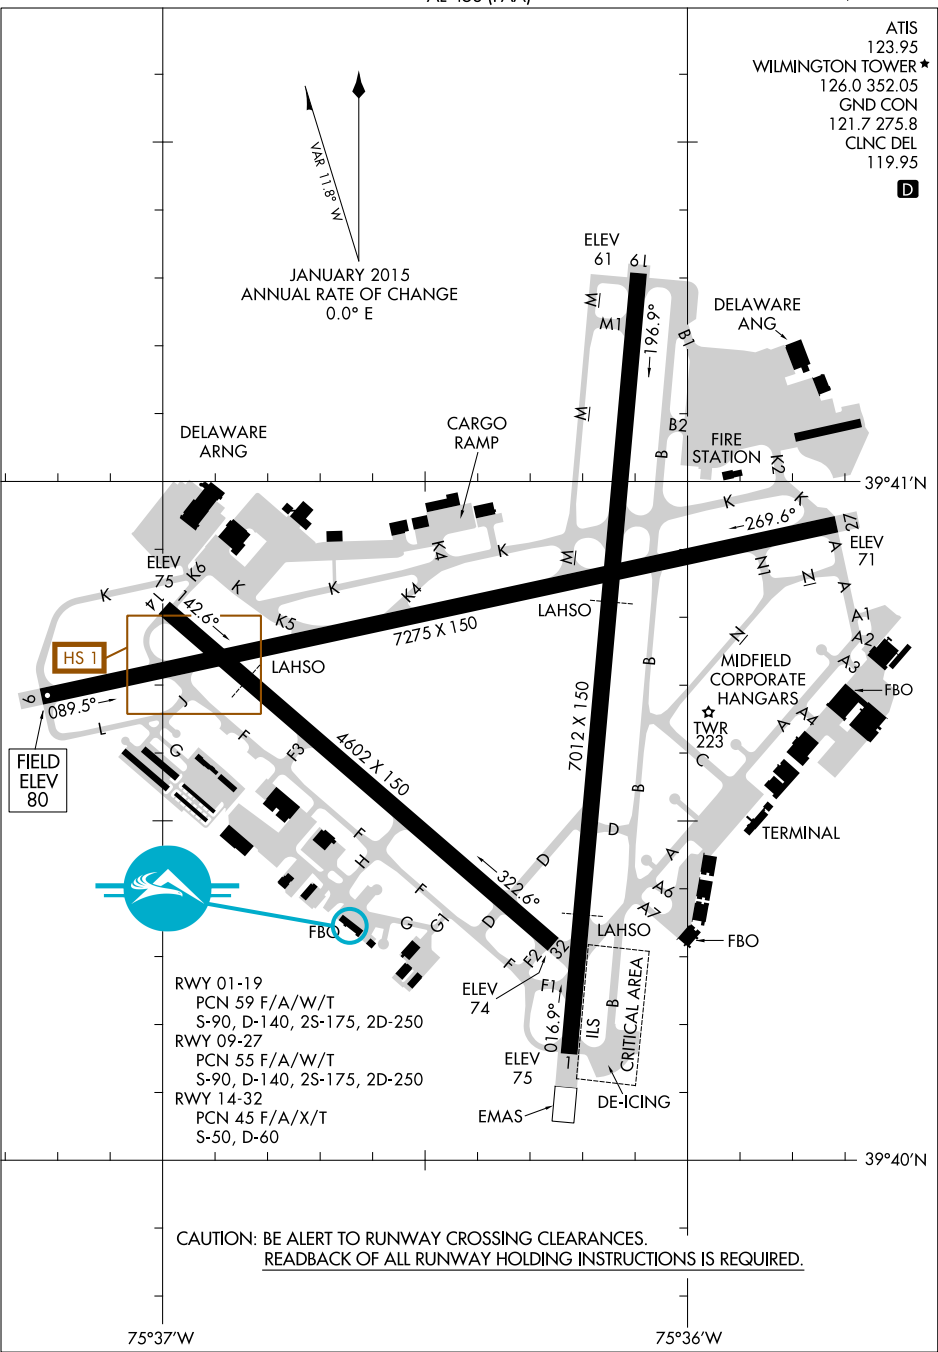 AL-450 (FAA)
ATIS
123.95
WILMINGTON TOWER ★
126.0 352.05
GND CON
121.7 275.8
CLNC DEL
119.95
D
VAR 11.8° W
JANUARY 2015
ANNUAL RATE OF CHANGE
0.0° E
ELEV
61
19
W
M1
196.9°
B1
DELAWARE
ANG
W
B2
B
FIRE
STATION
K2
CARGO
RAMP
DELAWARE
ARNG
39°41'N
K
K
269.6°
27
ELEV
71
K4
K
W
A
N1
N
ELEV
75
K6
K
K
K4
K
14
142.6°
K5
7275 X 150
LAHSO
A
A1
A2
A3
HS 1
LAHSO
N
B
MIDFIELD
CORPORATE
HANGARS
FBO
9
089.5°
J
L
F
G
E3
4602 X 150
7012 X 150
TWR
223
A4
A
C
FIELD
ELEV
80
B
F
H
D
D
TERMINAL
F
322.6°
A
A6
A7
G
G1
D
FBO
LAHSO
FBO
F
F2
32
ELEV
74
F1
016.9°
ILS
CRITICAL AREA
B
ELEV
75
1
DE-ICING
EMAS
RWY 01-19
PCN 59 F/A/W/T
S-90, D-140, 2S-175, 2D-250
RWY 09-27
PCN 55 F/A/W/T
S-90, D-140, 2S-175, 2D-250
RWY 14-32
PCN 45 F/A/X/T
S-50, D-60
39°40'N
CAUTION: BE ALERT TO RUNWAY CROSSING CLEARANCES.
READBACK OF ALL RUNWAY HOLDING INSTRUCTIONS IS REQUIRED.
75°37'W
75°36'W